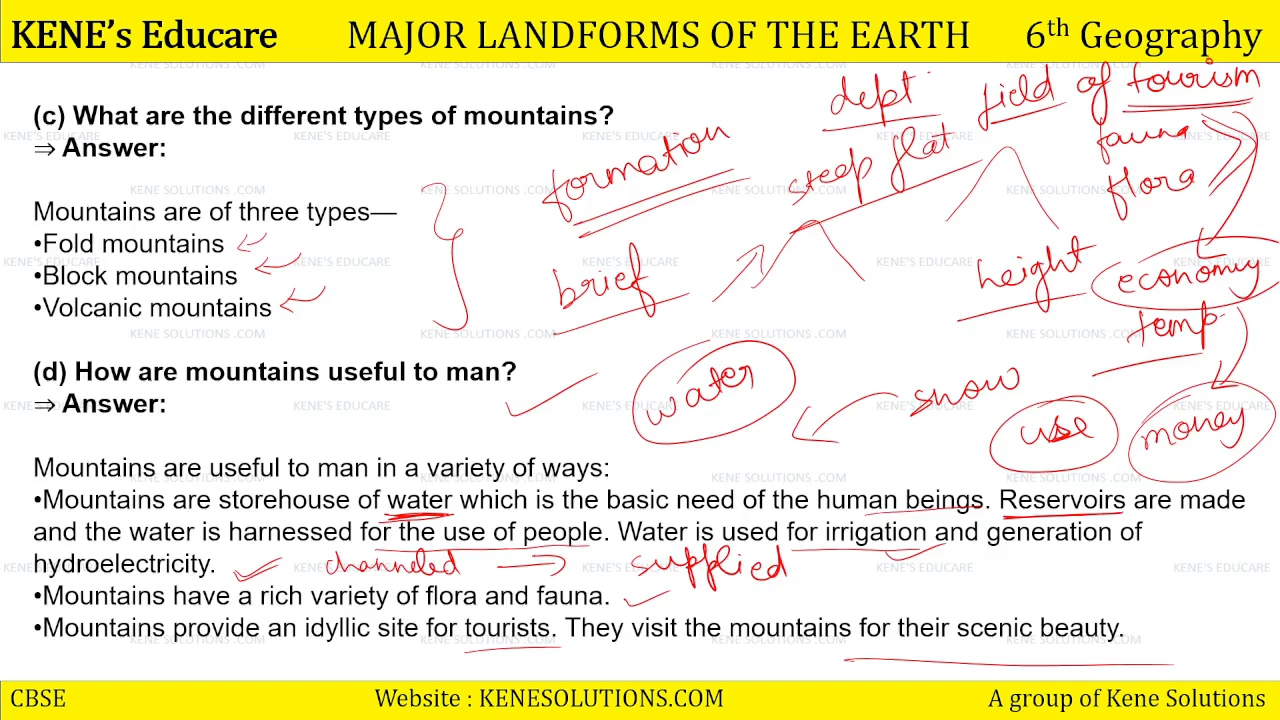 KENE's Educare MAJOR LANDFORMS OF THE EARTH 6th Geography
(c) What are the different types of mountains?
⇒ Answer:
Mountains are of three types—
•Fold mountains
•Block mountains
•Volcanic mountains
dept.
field of tourism
fauna
flora
formation
steep flat
brief
height
economy
temp.
water
snow
use
money
(d) How are mountains useful to man?
⇒ Answer:
Mountains are useful to man in a variety of ways:
•Mountains are storehouse of water which is the basic need of the human beings. Reservoirs are made
and the water is harnessed for the use of people. Water is used for irrigation and generation of
hydroelectricity.
channeled → supplied
•Mountains have a rich variety of flora and fauna.
•Mountains provide an idyllic site for tourists. They visit the mountains for their scenic beauty.
CBSE Website : KENESOLUTIONS.COM A group of Kene Solutions